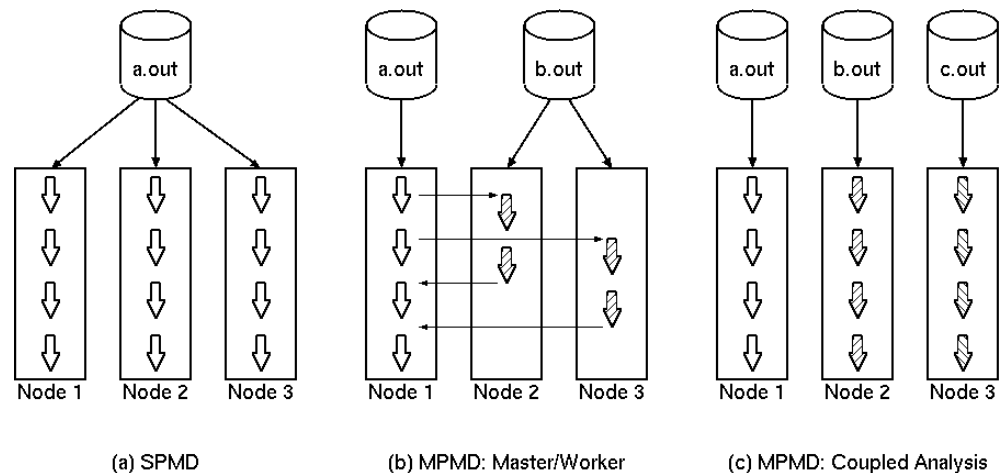 a.out
a.out
b.out
a.out
b.out
c.out
Node 1
Node 2
Node 3
Node 1
Node 2
Node 3
Node 1
Node 2
Node 3
(a) SPMD
(b) MPMD: Master/Worker
(c) MPMD: Coupled Analysis